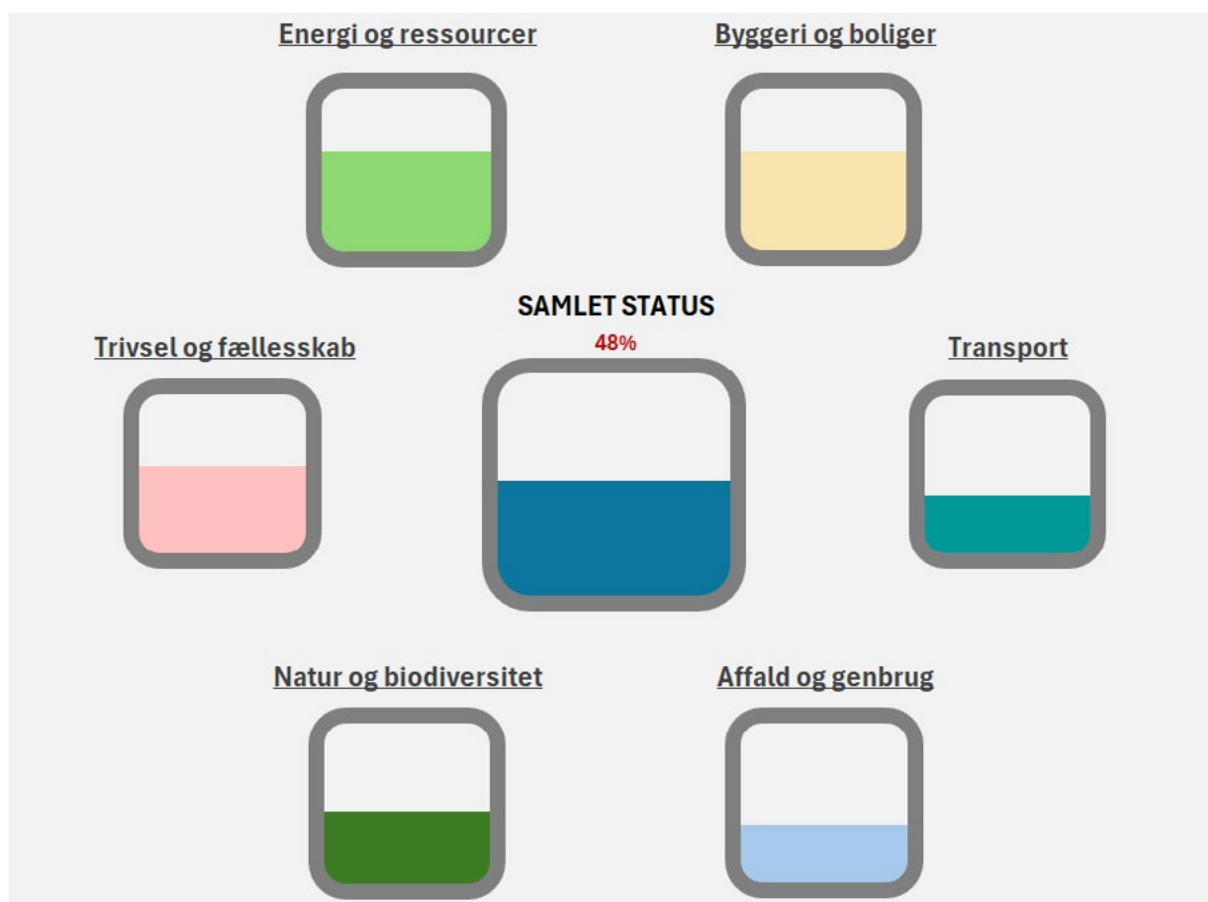 Energi og ressourcer
Byggeri og boliger
SAMLET STATUS
48%
Trivsel og fællesskab
Transport
Natur og biodiversitet
Affald og genbrug